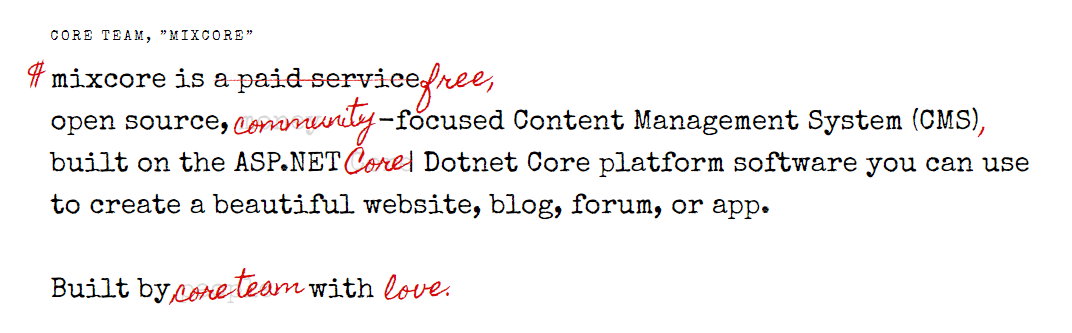 CORE TEAM, "MIXCORE"
# mixcore is a paid service free,
open source, community-focused Content Management System (CMS),
built on the ASP.NET Core| Dotnet Core platform software you can use
to create a beautiful website, blog, forum, or app.
Built by core team with love.